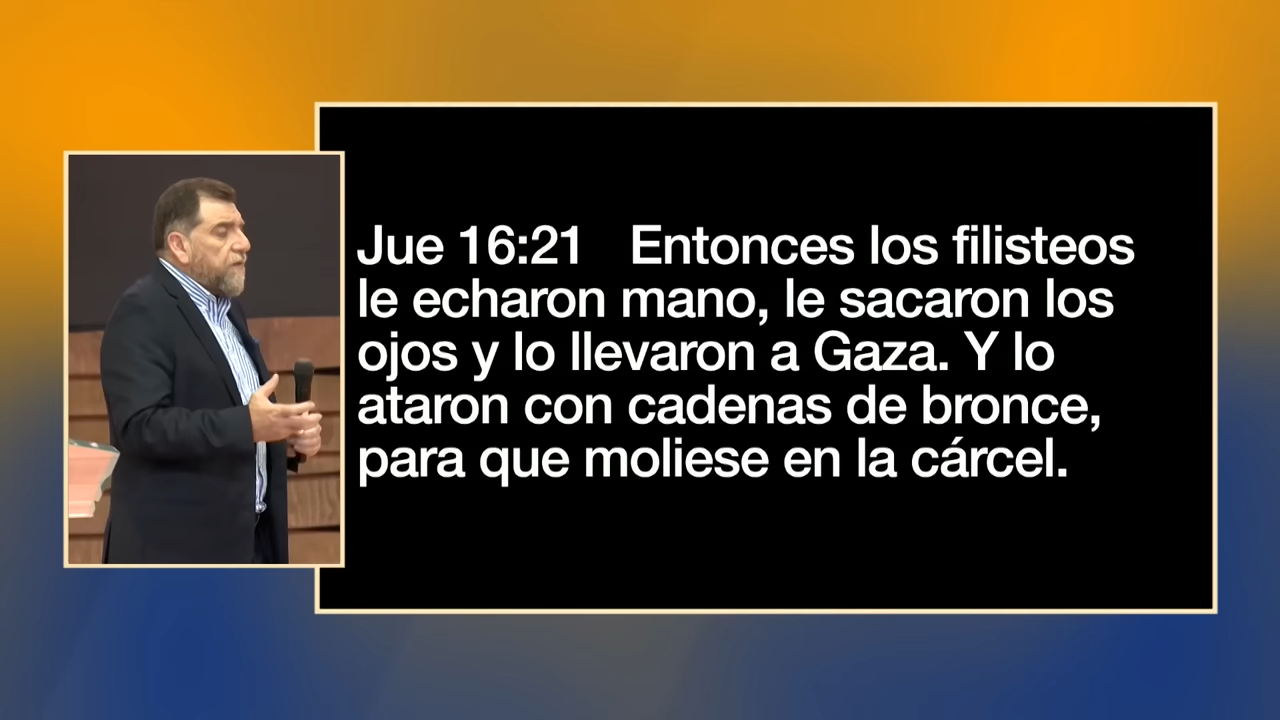 Jue 16:21 Entonces los filisteos
le echaron mano, le sacaron los
ojos y lo llevaron a Gaza. Y lo
ataron con cadenas de bronce,
para que moliese en la cárcel.